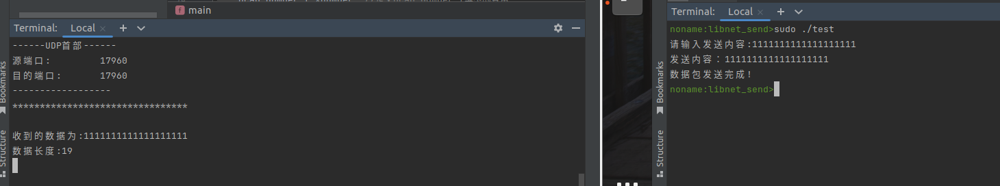 main
Terminal: Local × + 
------UDP首部------
源端口: 17960
目的端口: 17960
------------------
********************************
收到的数据为:1111111111111111111
数据长度:19
Bookmarks
Structure
Terminal: Local × +
noname:libnet_send>sudo ./test
请输入发送内容:1111111111111111111
发送内容：1111111111111111111
数据包发送完成!
noname:libnet_send>
Bookmarks
Structure